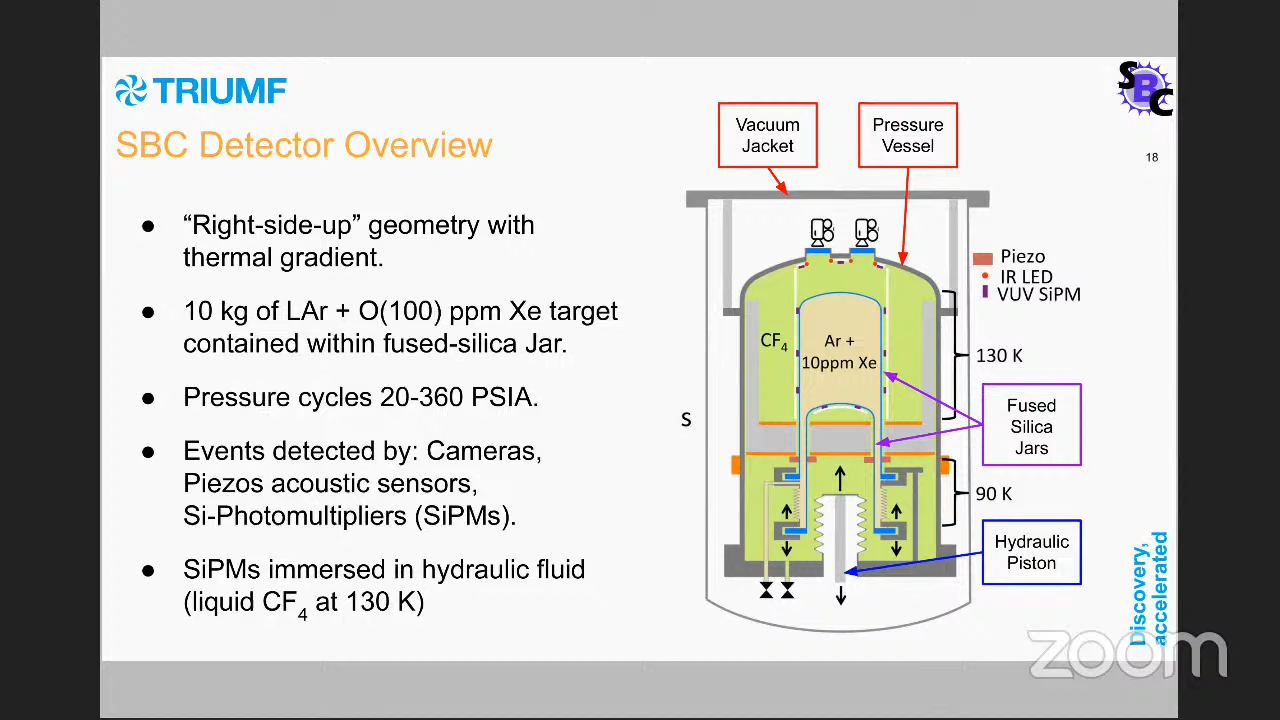 TRIUMF
SBC
SBC Detector Overview
18
● “Right-side-up” geometry with
thermal gradient.
● 10 kg of LAr + O(100) ppm Xe target
contained within fused-silica Jar.
● Pressure cycles 20-360 PSIA.
● Events detected by: Cameras,
Piezos acoustic sensors,
Si-Photomultipliers (SiPMs).
● SiPMs immersed in hydraulic fluid
(liquid CF4 at 130 K)
Vacuum
Jacket
Pressure
Vessel
Piezo
IR LED
VUV SiPM
CF4
Ar +
10ppm Xe
130 K
S
Fused
Silica
Jars
90 K
Hydraulic
Piston
Discovery,
accelerated
zoom